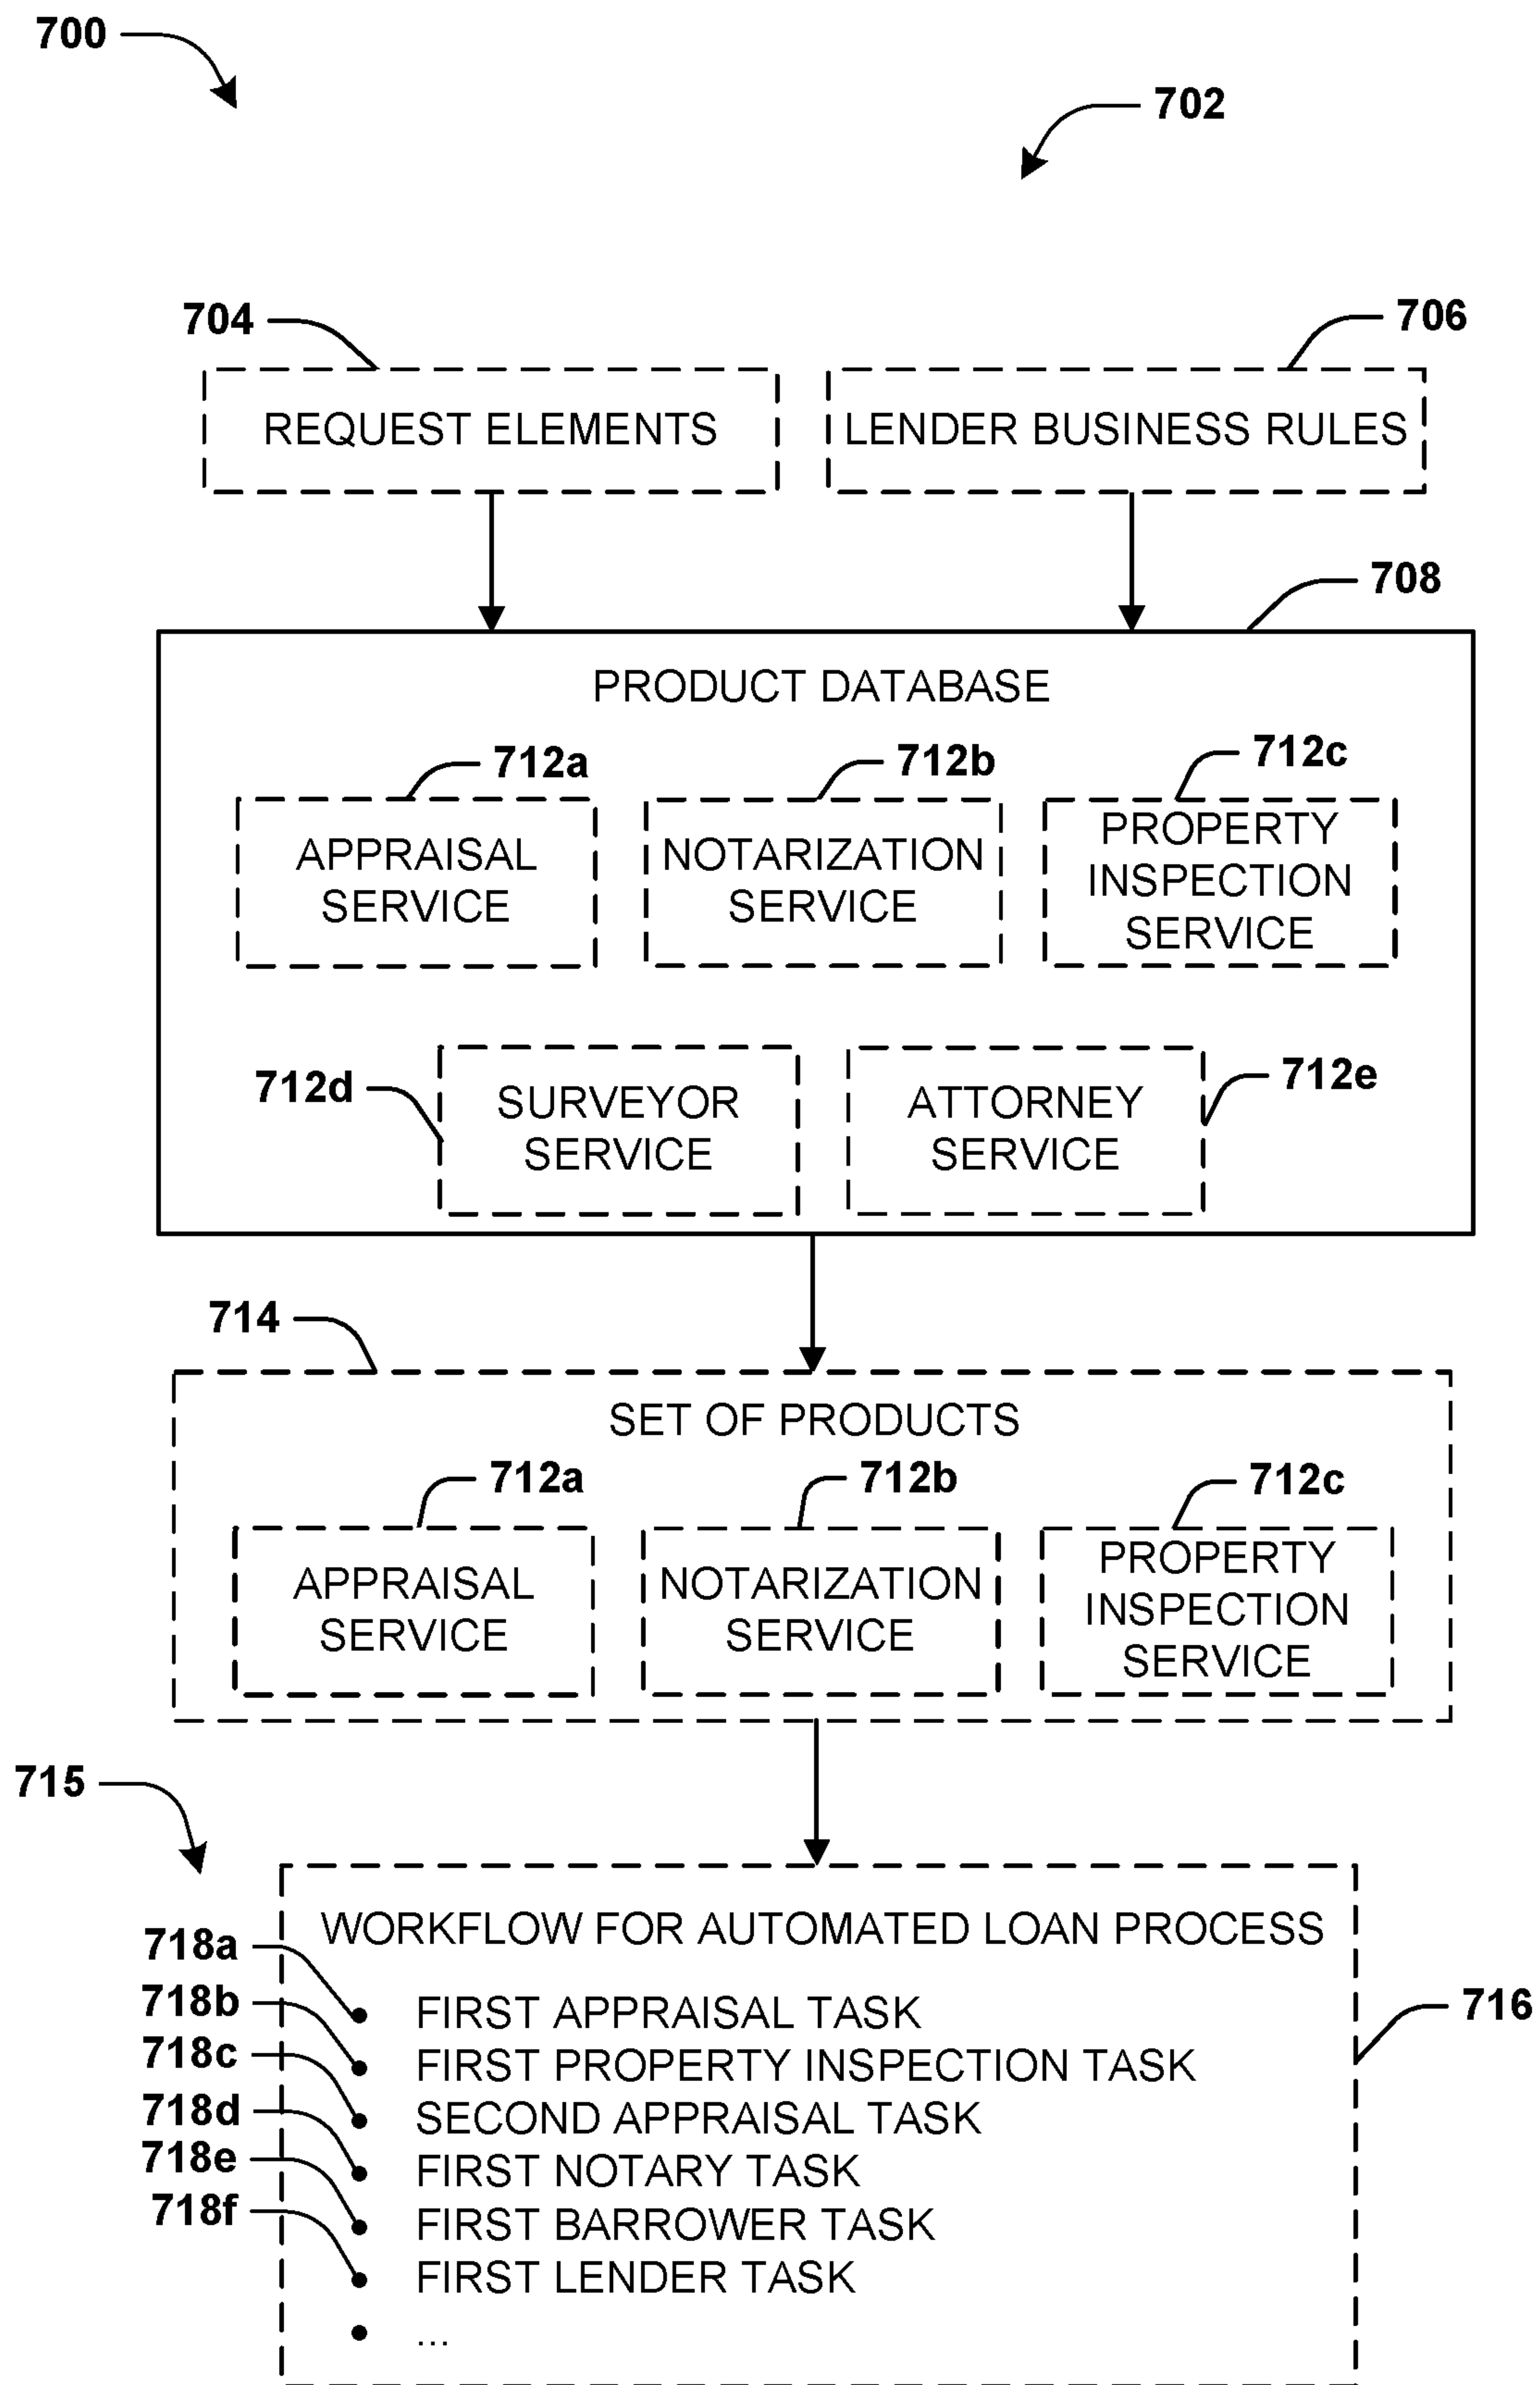 700
702
704
706
REQUEST ELEMENTS
LENDER BUSINESS RULES
708
PRODUCT DATABASE
712a
712b
712c
APPRAISAL
SERVICE
NOTARIZATION
SERVICE
PROPERTY
INSPECTION
SERVICE
712d
SURVEYOR
SERVICE
ATTORNEY
SERVICE
712e
714
SET OF PRODUCTS
712a
712b
712c
APPRAISAL
SERVICE
NOTARIZATION
SERVICE
PROPERTY
INSPECTION
SERVICE
715
WORKFLOW FOR AUTOMATED LOAN PROCESS
718a
718b
718c
718d
718e
718f
• FIRST APPRAISAL TASK
• FIRST PROPERTY INSPECTION TASK
• SECOND APPRAISAL TASK
• FIRST NOTARY TASK
• FIRST BARROWER TASK
• FIRST LENDER TASK
• ...
716